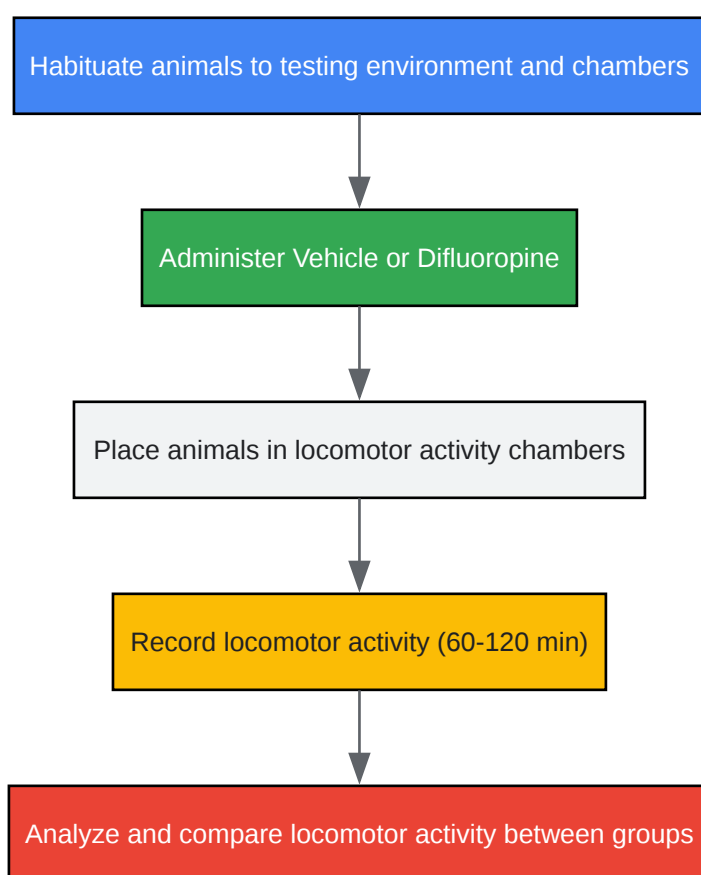 Habituate animals to testing environment and chambers
Administer Vehicle or Difluoropine
Place animals in locomotor activity chambers
Record locomotor activity (60-120 min)
Analyze and compare locomotor activity between groups